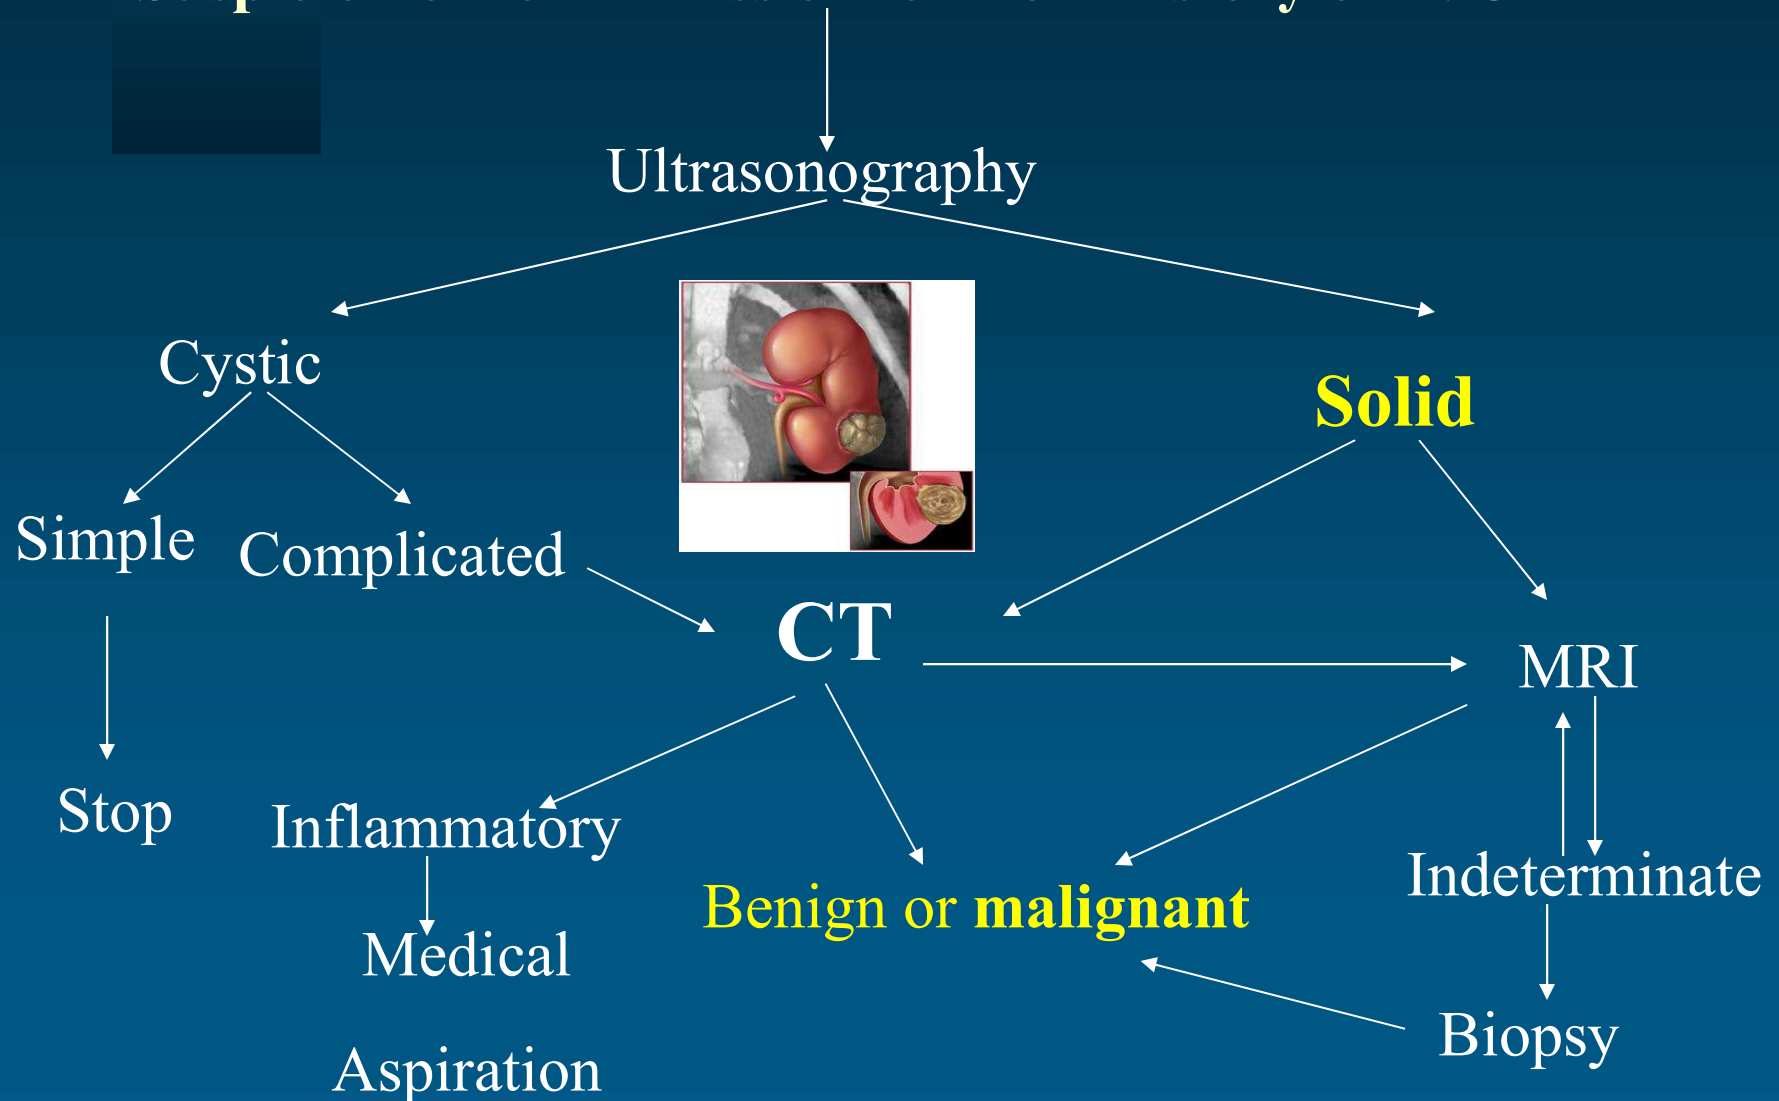 Ultrasonography
Cystic
Solid
Simple
Complicated
CT
MRI
Stop
Inflammatory
Indeterminate
Benign or malignant
Medical
Biopsy
Aspiration